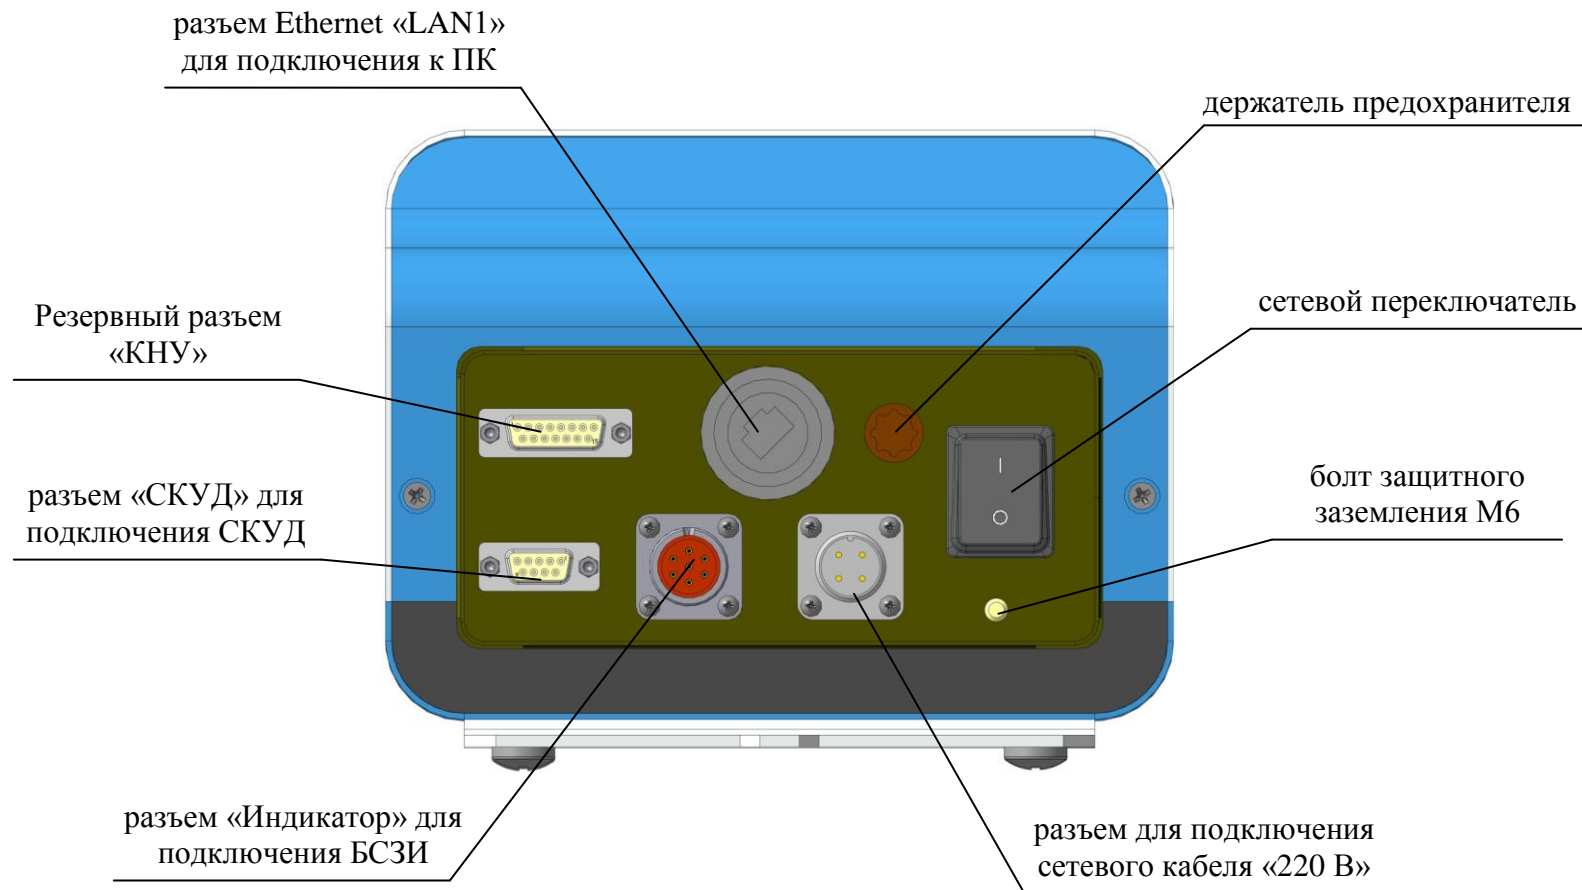 разъем Ethernet «LAN1»
для подключения к ПК
держатель предохранителя
Резервный разъем
«КНУ»
сетевой переключатель
разъем «СКУД» для
подключения СКУД
болт защитного
заземления М6
разъем «Индикатор» для
подключения БСЗИ
разъем для подключения
сетевого кабеля «220 В»